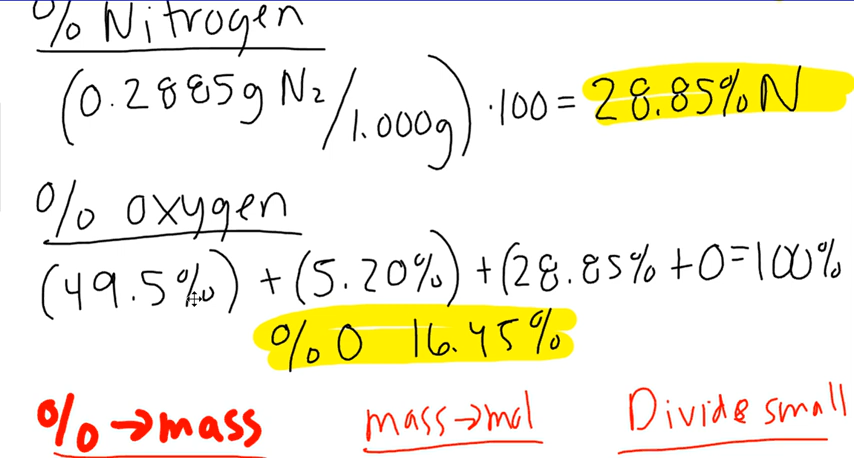 % Nitrogen
(0.2885g N₂/1.000g) ·100 = 28.85% N
% oxygen
(49.5%) + (5.20%) + (28.85% + O = 100%
% O 16.45%
% → mass mass → mol Divide small